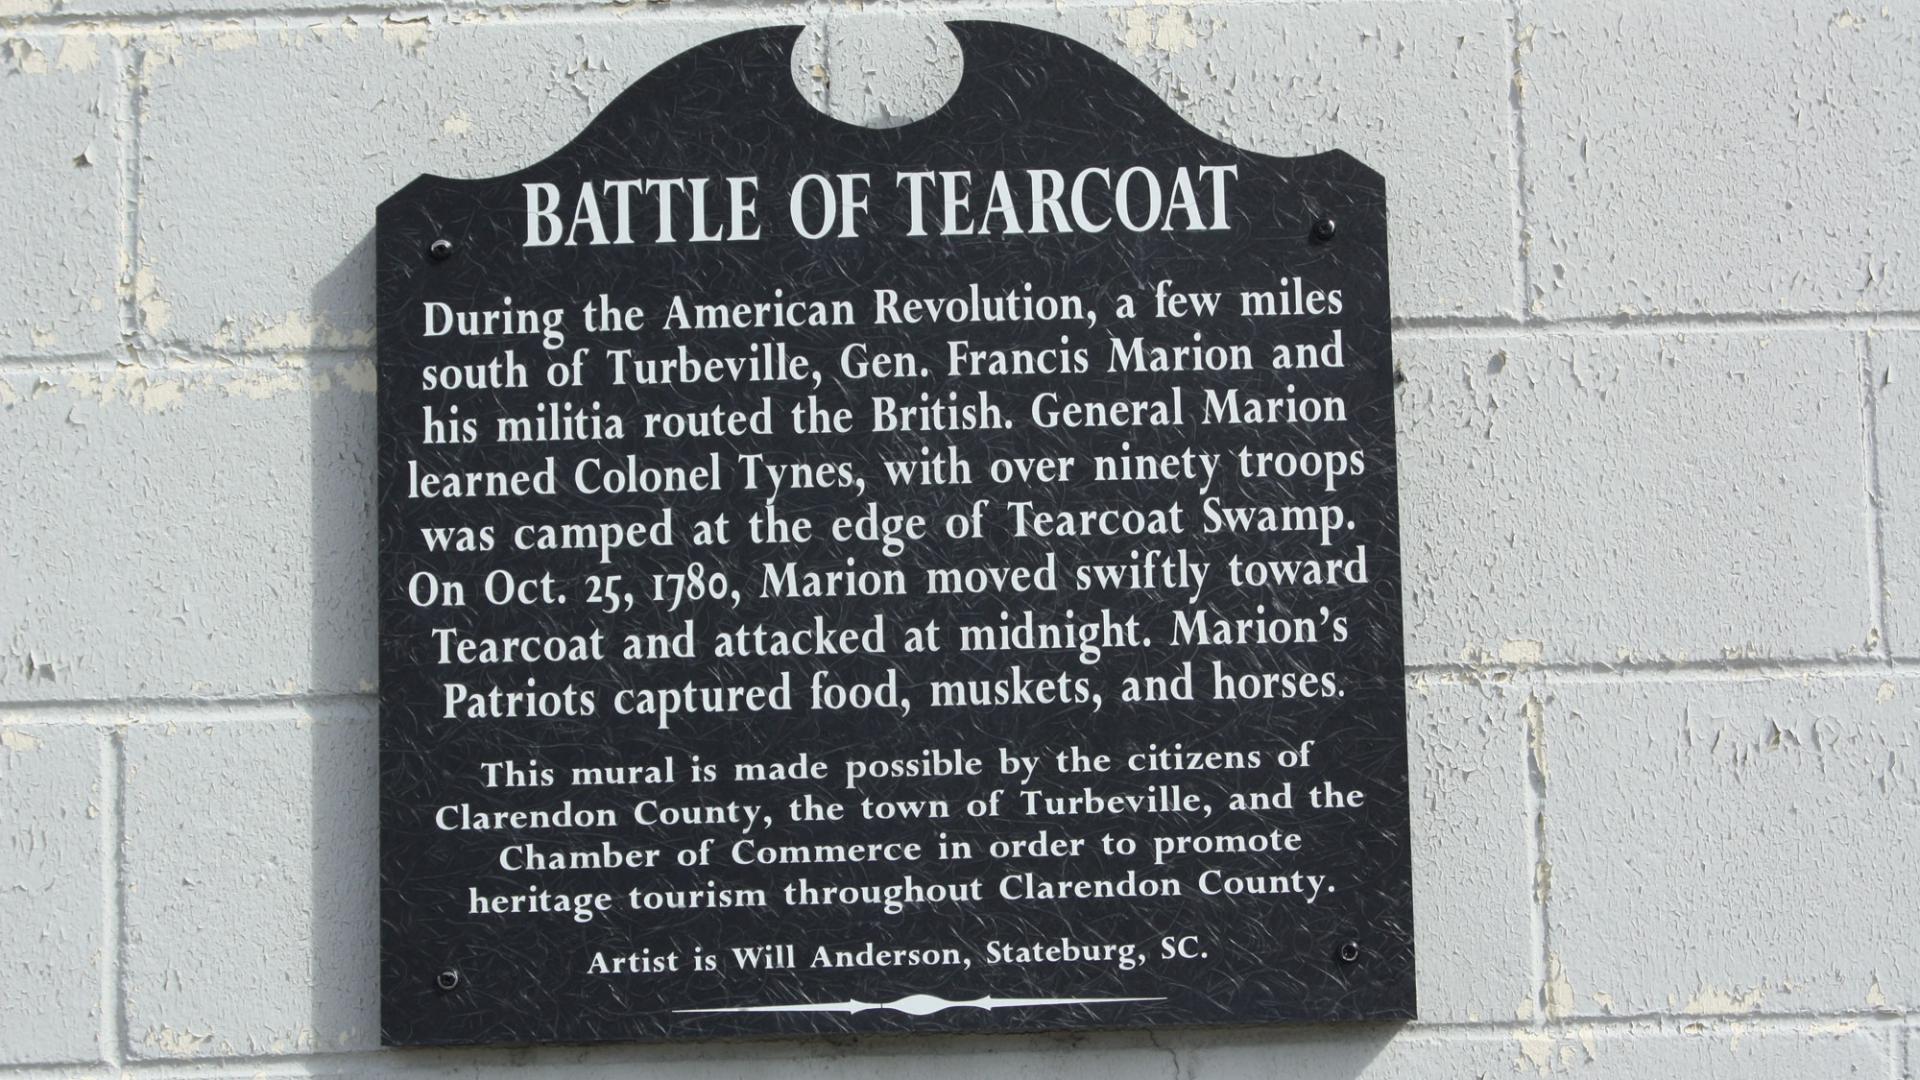 BATTLE OF TEARCOAT
During the American Revolution, a few miles
south of Turbeville, Gen. Francis Marion and
his militia routed the British. General Marion
learned Colonel Tynes, with over ninety troops
was camped at the edge of Tearcoat Swamp.
On Oct. 25, 1780, Marion moved swiftly toward
Tearcoat and attacked at midnight. Marion's
Patriots captured food, muskets, and horses.
This mural is made possible by the citizens of
Clarendon County, the town of Turbeville, and the
Chamber of Commerce in order to promote
heritage tourism throughout Clarendon County.
Artist is Will Anderson, Stateburg, SC.